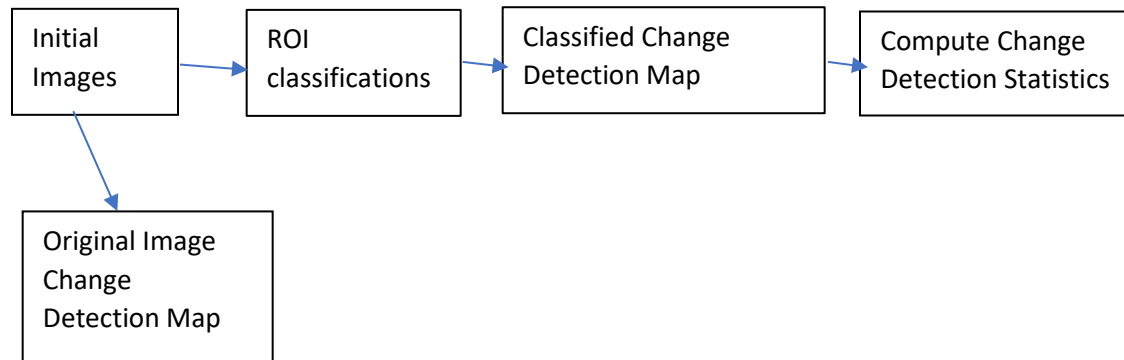 Initial
Images
ROI
classifications
Classified Change
Detection Map
Compute Change
Detection Statistics
Original Image
Change
Detection Map